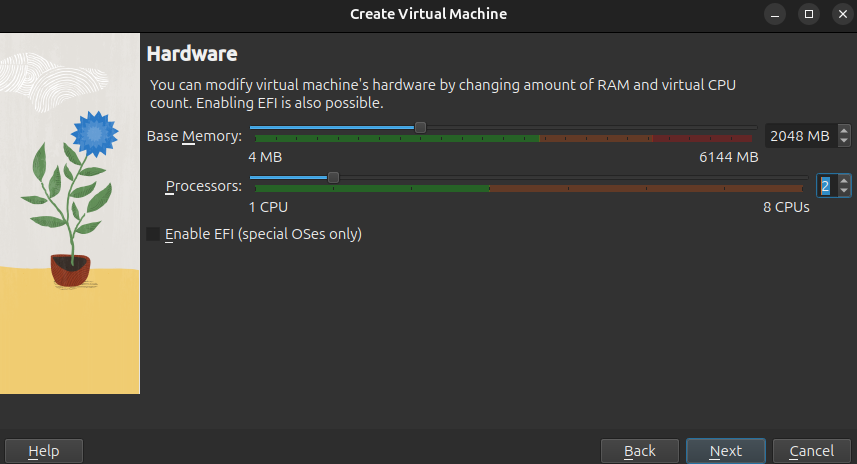 Create Virtual Machine
Hardware
You can modify virtual machine's hardware by changing amount of RAM and virtual CPU
count. Enabling EFI is also possible.
Base Memory: 2048 MB
4 MB 6144 MB
Processors: 2
1 CPU 8 CPUs
Enable EFI (special OSes only)
Help Back Next Cancel